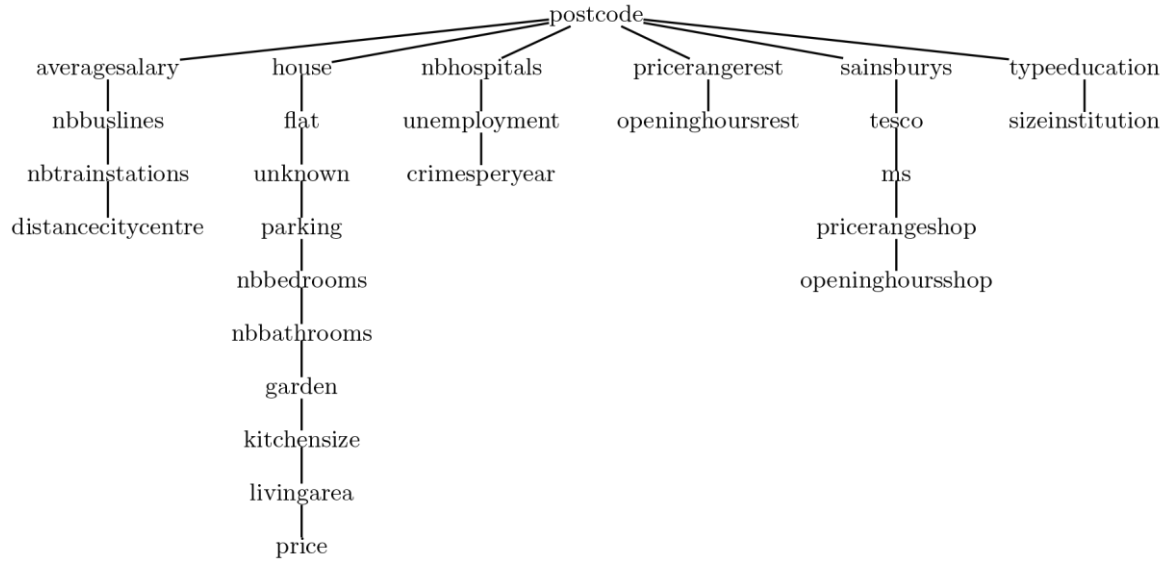 postcode
averagesalary house nbhospitals pricerangerest sainsburys typeeducation
nbbuslines flat unemployment openinghoursrest tesco sizeinstitution
nbtrainstations unknown crimesperyear ms
distancecitycentre parking pricerangeshop
nbbedrooms openinghoursshop
nbbathrooms
garden
kitchensize
livingarea
price